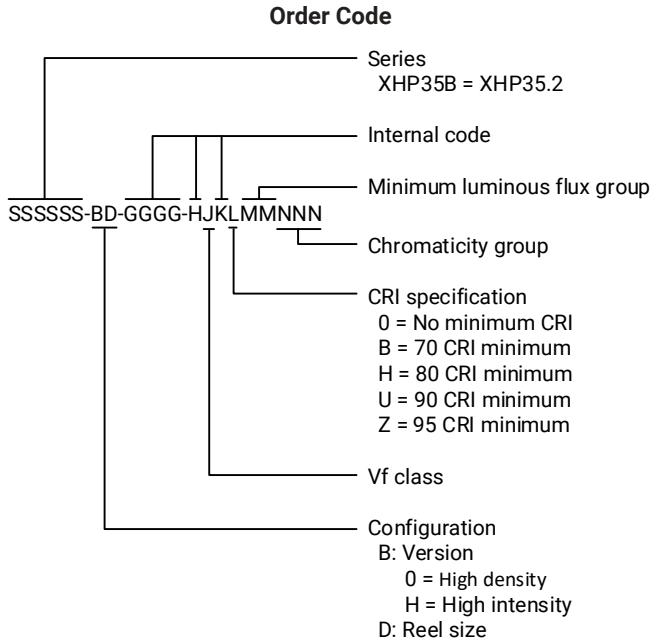 Order Code
Series
XHP35B = XHP35.2
Internal code
Minimum luminous flux group
SSSSSS-BD-GGGG-HJKLMMNNN
Chromaticity group
CRI specification
0 = No minimum CRI
B = 70 CRI minimum
H = 80 CRI minimum
U = 90 CRI minimum
Z = 95 CRI minimum
Vf class
Configuration
B: Version
0 = High density
H = High intensity
D: Reel size